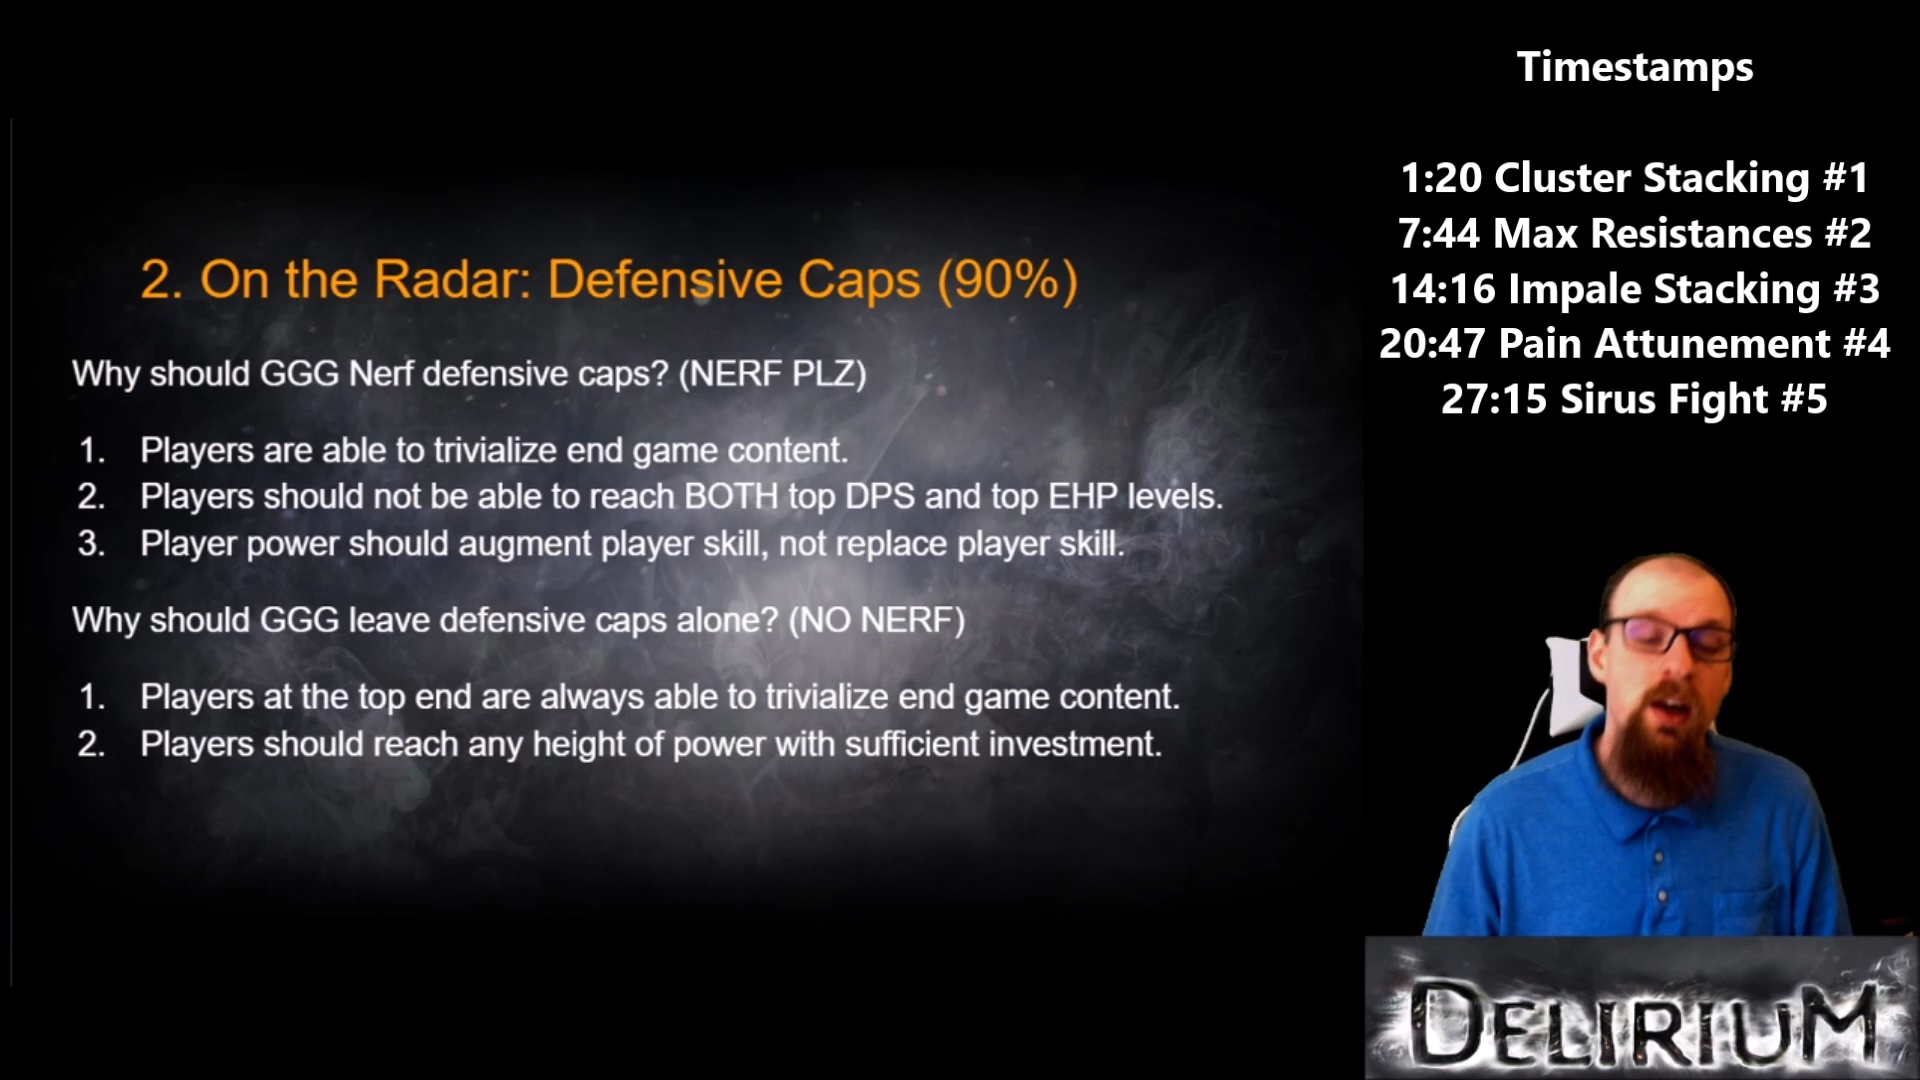 2. On the Radar: Defensive Caps (90%)
Why should GGG Nerf defensive caps? (NERF PLZ)
1. Players are able to trivialize end game content.
2. Players should not be able to reach BOTH top DPS and top EHP levels.
3. Player power should augment player skill, not replace player skill.
Why should GGG leave defensive caps alone? (NO NERF)
1. Players at the top end are always able to trivialize end game content.
2. Players should reach any height of power with sufficient investment.
Timestamps
1:20 Cluster Stacking #1
7:44 Max Resistances #2
14:16 Impale Stacking #3
20:47 Pain Attunement #4
27:15 Sirus Fight #5
DELIRIUM